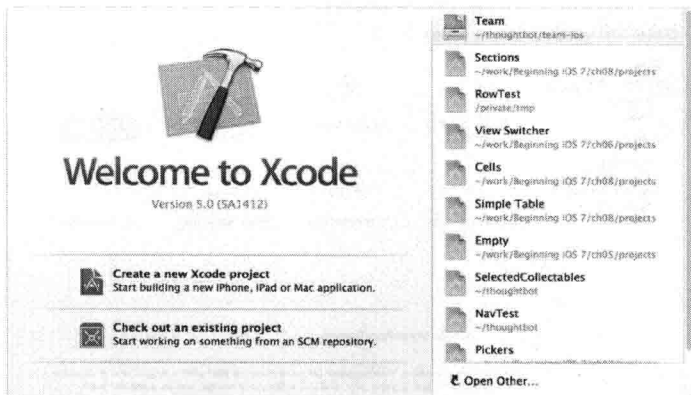 Welcome to Xcode
Version 5.0 (5A1412)
Create a new Xcode project
Start building a new iPhone, iPad or Mac application.
Check out an existing project
Start working on something from an SCM repository.
Team
~/thoughtbot/team-ios
Sections
~/work/Beginning iOS 7/ch08/projects
RowTest
/private/tmp
View Switcher
~/work/Beginning iOS 7/ch06/projects
Cells
~/work/Beginning iOS 7/ch08/projects
Simple Table
~/work/Beginning iOS 7/ch08/projects
Empty
~/work/Beginning iOS 7/ch05/projects
SelectedCollectables
~/thoughtbot
NavTest
~/thoughtbot
Pickers
Open Other...